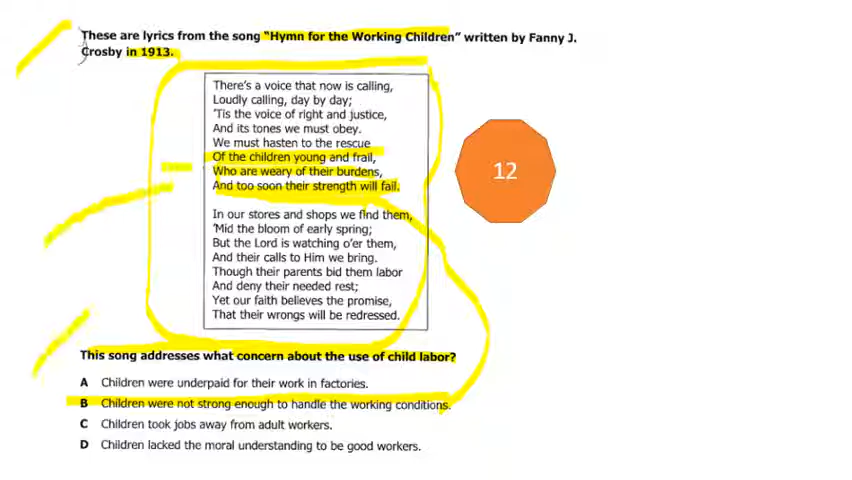 These are lyrics from the song “Hymn for the Working Children” written by Fanny J.
Crosby in 1913.
There’s a voice that now is calling,
Loudly calling, day by day;
‘Tis the voice of right and justice,
And its tones we must obey.
We must hasten to the rescue
Of the children young and frail,
Who are weary of their burdens,
And too soon their strength will fail.
In our stores and shops we find them,
‘Mid the bloom of early spring;
But the Lord is watching o’er them,
And their calls to Him we bring.
Though their parents bid them labor
And deny their needed rest;
Yet our faith believes the promise,
That their wrongs will be redressed.
12
This song addresses what concern about the use of child labor?
A Children were underpaid for their work in factories.
B Children were not strong enough to handle the working conditions.
C Children took jobs away from adult workers.
D Children lacked the moral understanding to be good workers.